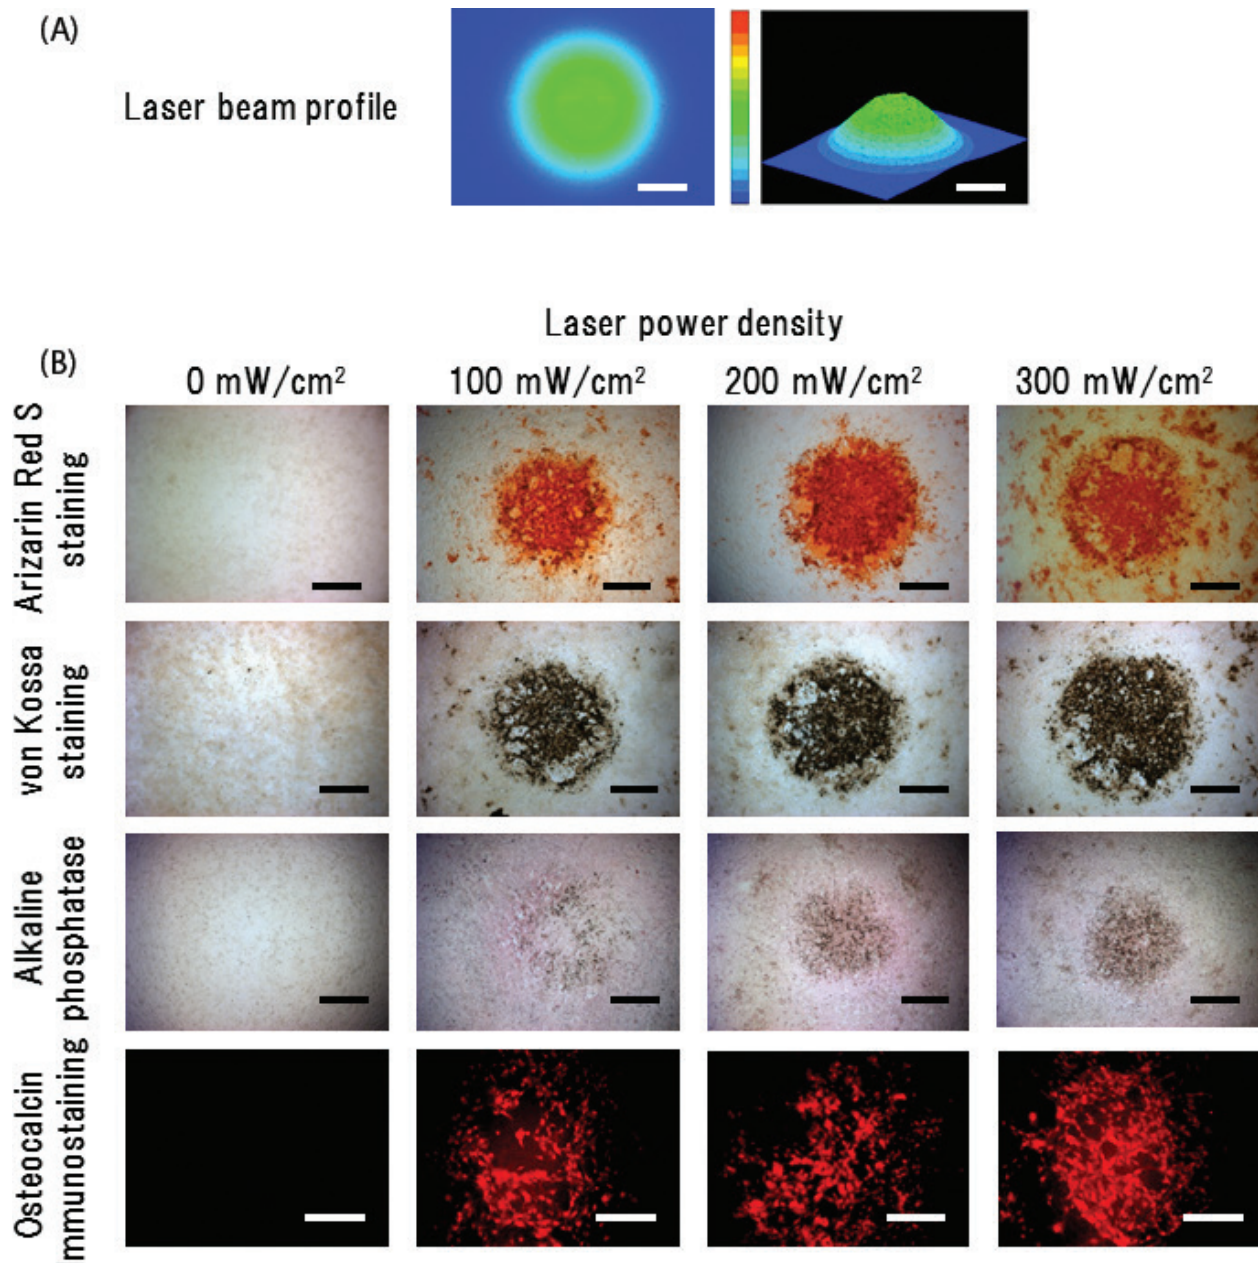 (A)
Laser beam profile
Laser power density
(B)
0 mW/cm²
100 mW/cm²
200 mW/cm²
300 mW/cm²
Arizarin Red S
staining
von Kossa
staining
Alkaline
phosphatase
Osteocalcin
mmunostaining